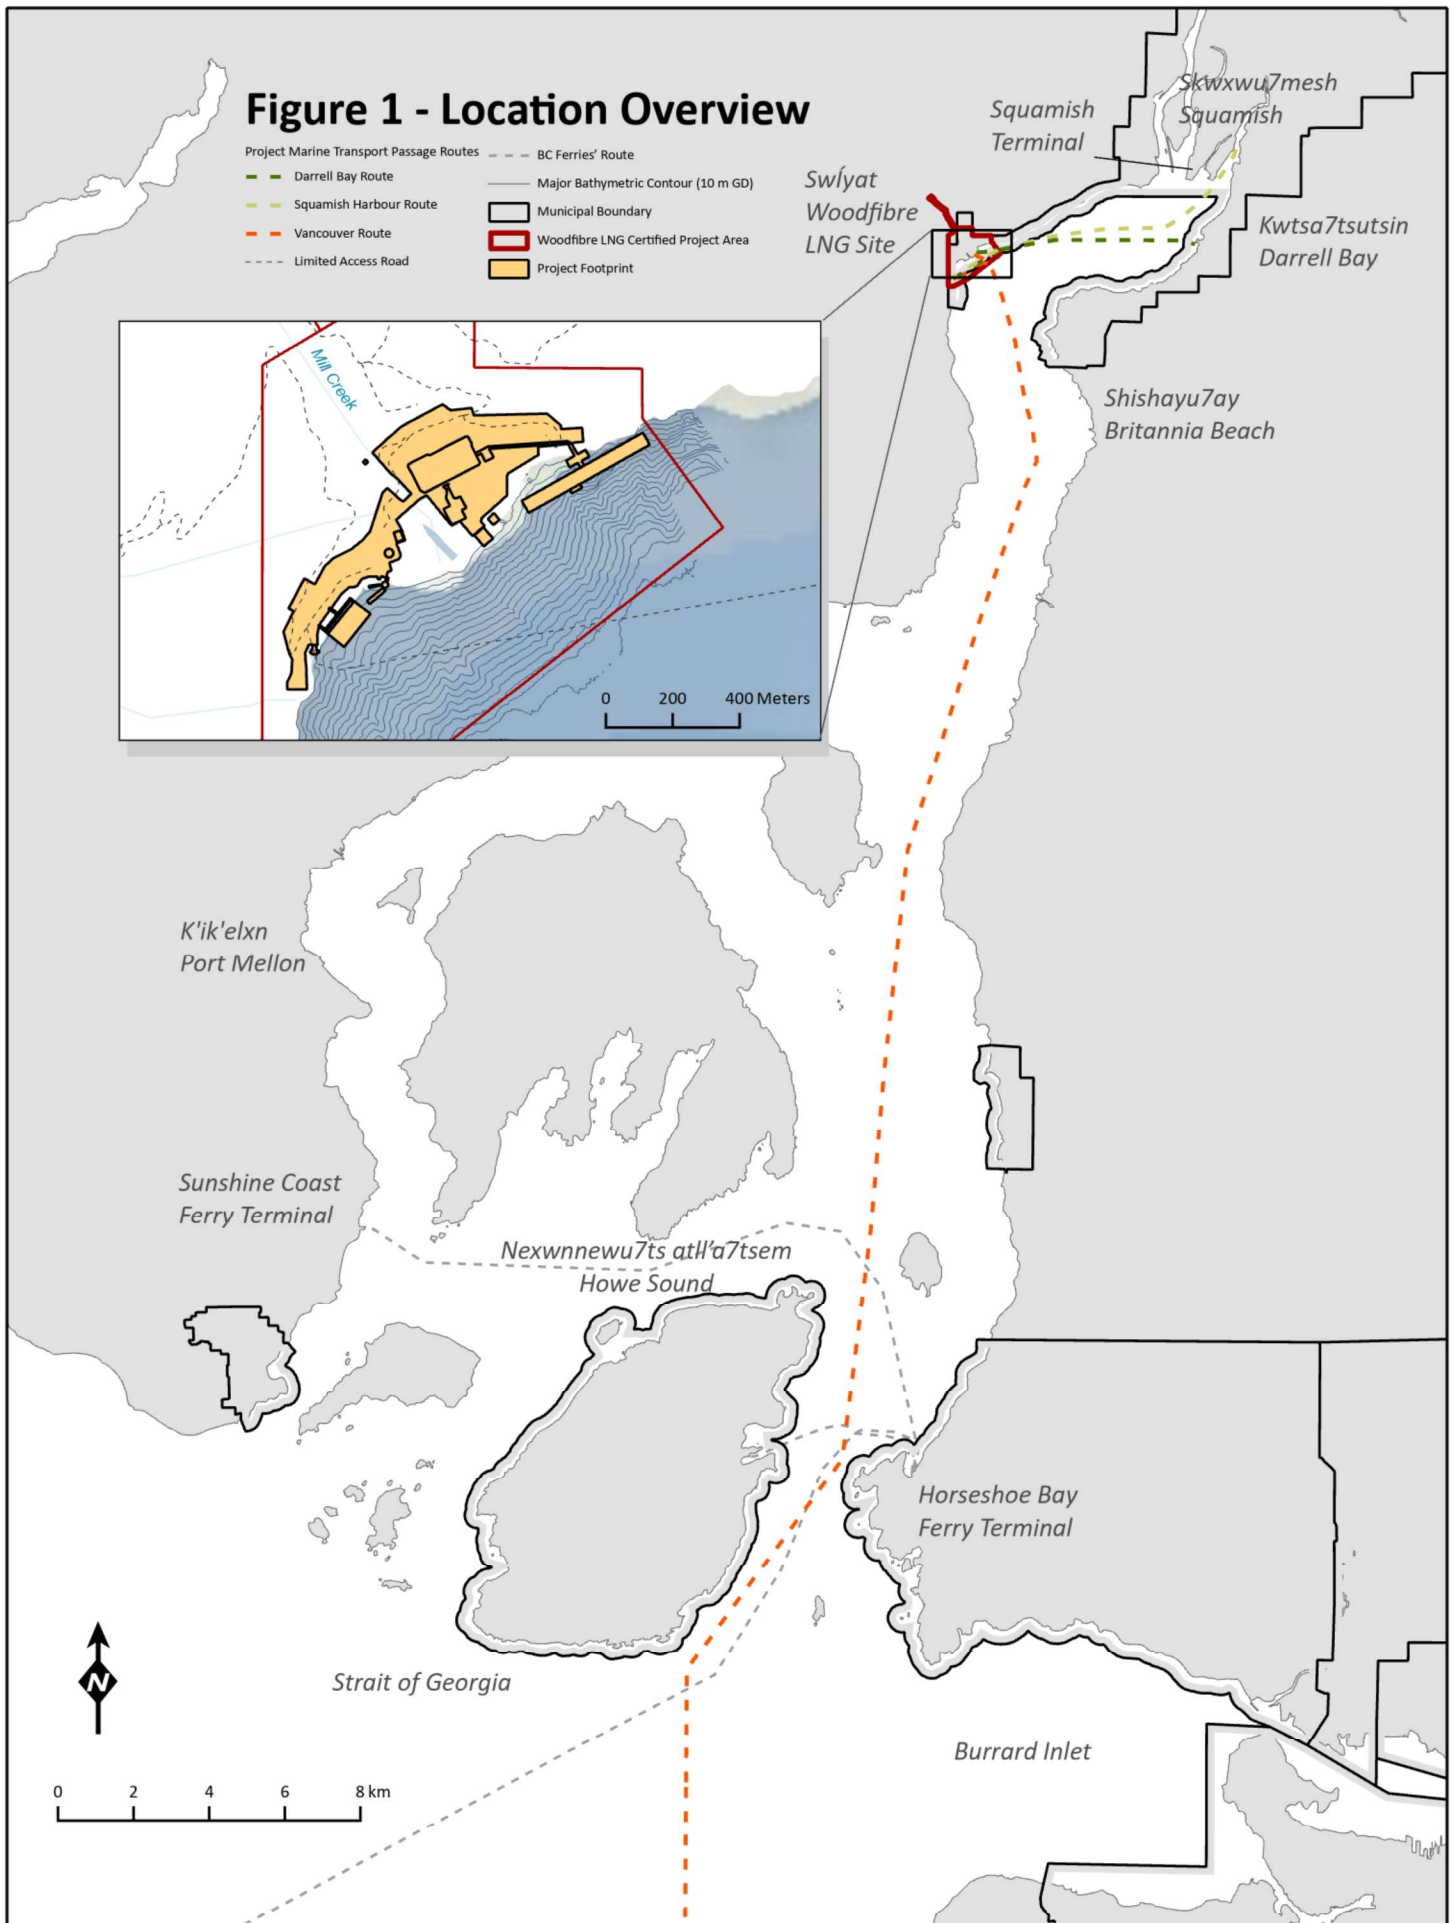 Figure 1 - Location Overview
Project Marine Transport Passage Routes
Darrell Bay Route
Squamish Harbour Route
Vancouver Route
Limited Access Road
BC Ferries' Route
Major Bathymetric Contour (10 m GD)
Municipal Boundary
Woodfibre LNG Certified Project Area
Project Footprint
Squamish
Terminal
Skwxwu7mesh
Squamish
Swíyat
Woodfibre
LNG Site
Kwtsa7tsutsin
Darrell Bay
Mill Creek
0 200 400 Meters
Shishayu7ay
Britannia Beach
K'ik'elxn
Port Mellon
Sunshine Coast
Ferry Terminal
Nexwnnewu7ts atl'a7tsem
Howe Sound
Horseshoe Bay
Ferry Terminal
Strait of Georgia
N
Burrard Inlet
0 2 4 6 8 km